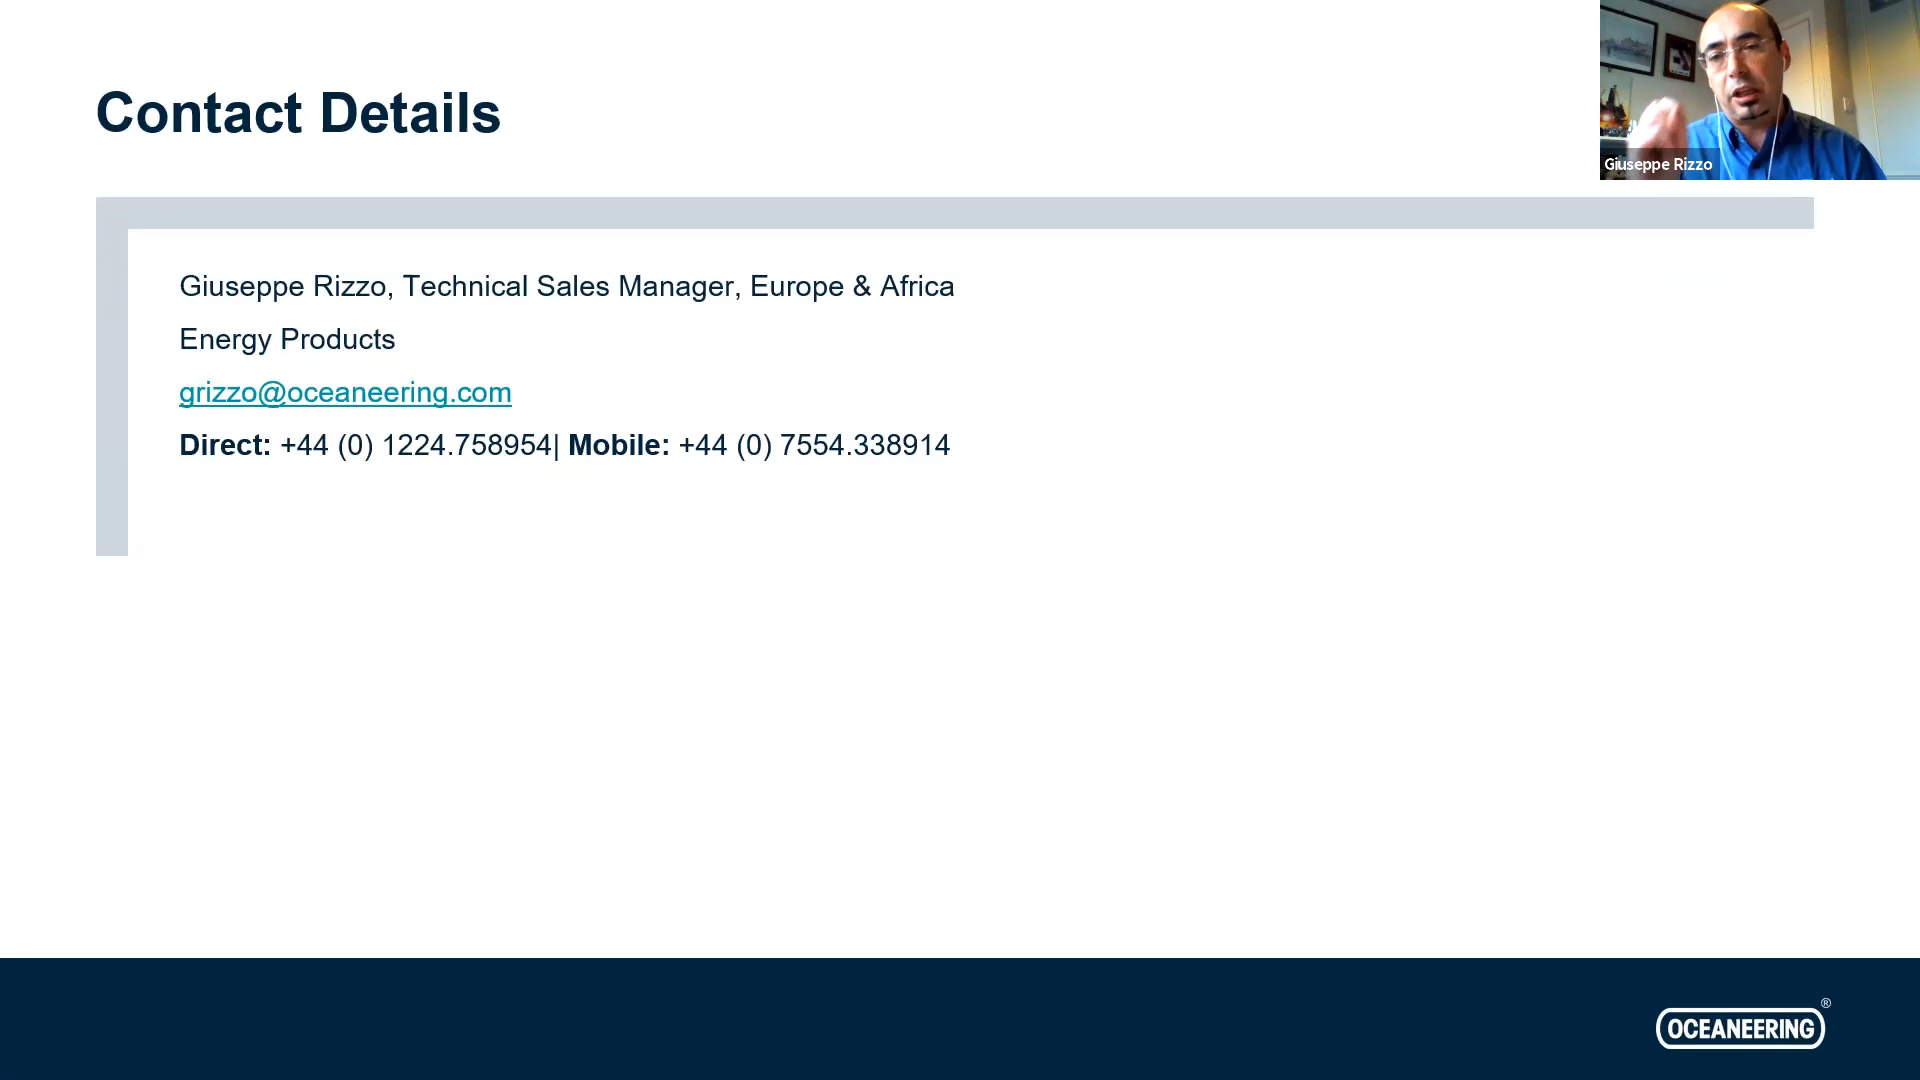 Contact Details
Giuseppe Rizzo
Giuseppe Rizzo, Technical Sales Manager, Europe & Africa
Energy Products
grizzo@oceaneering.com
Direct: +44 (0) 1224.758954| Mobile: +44 (0) 7554.338914
OCEANEERING®